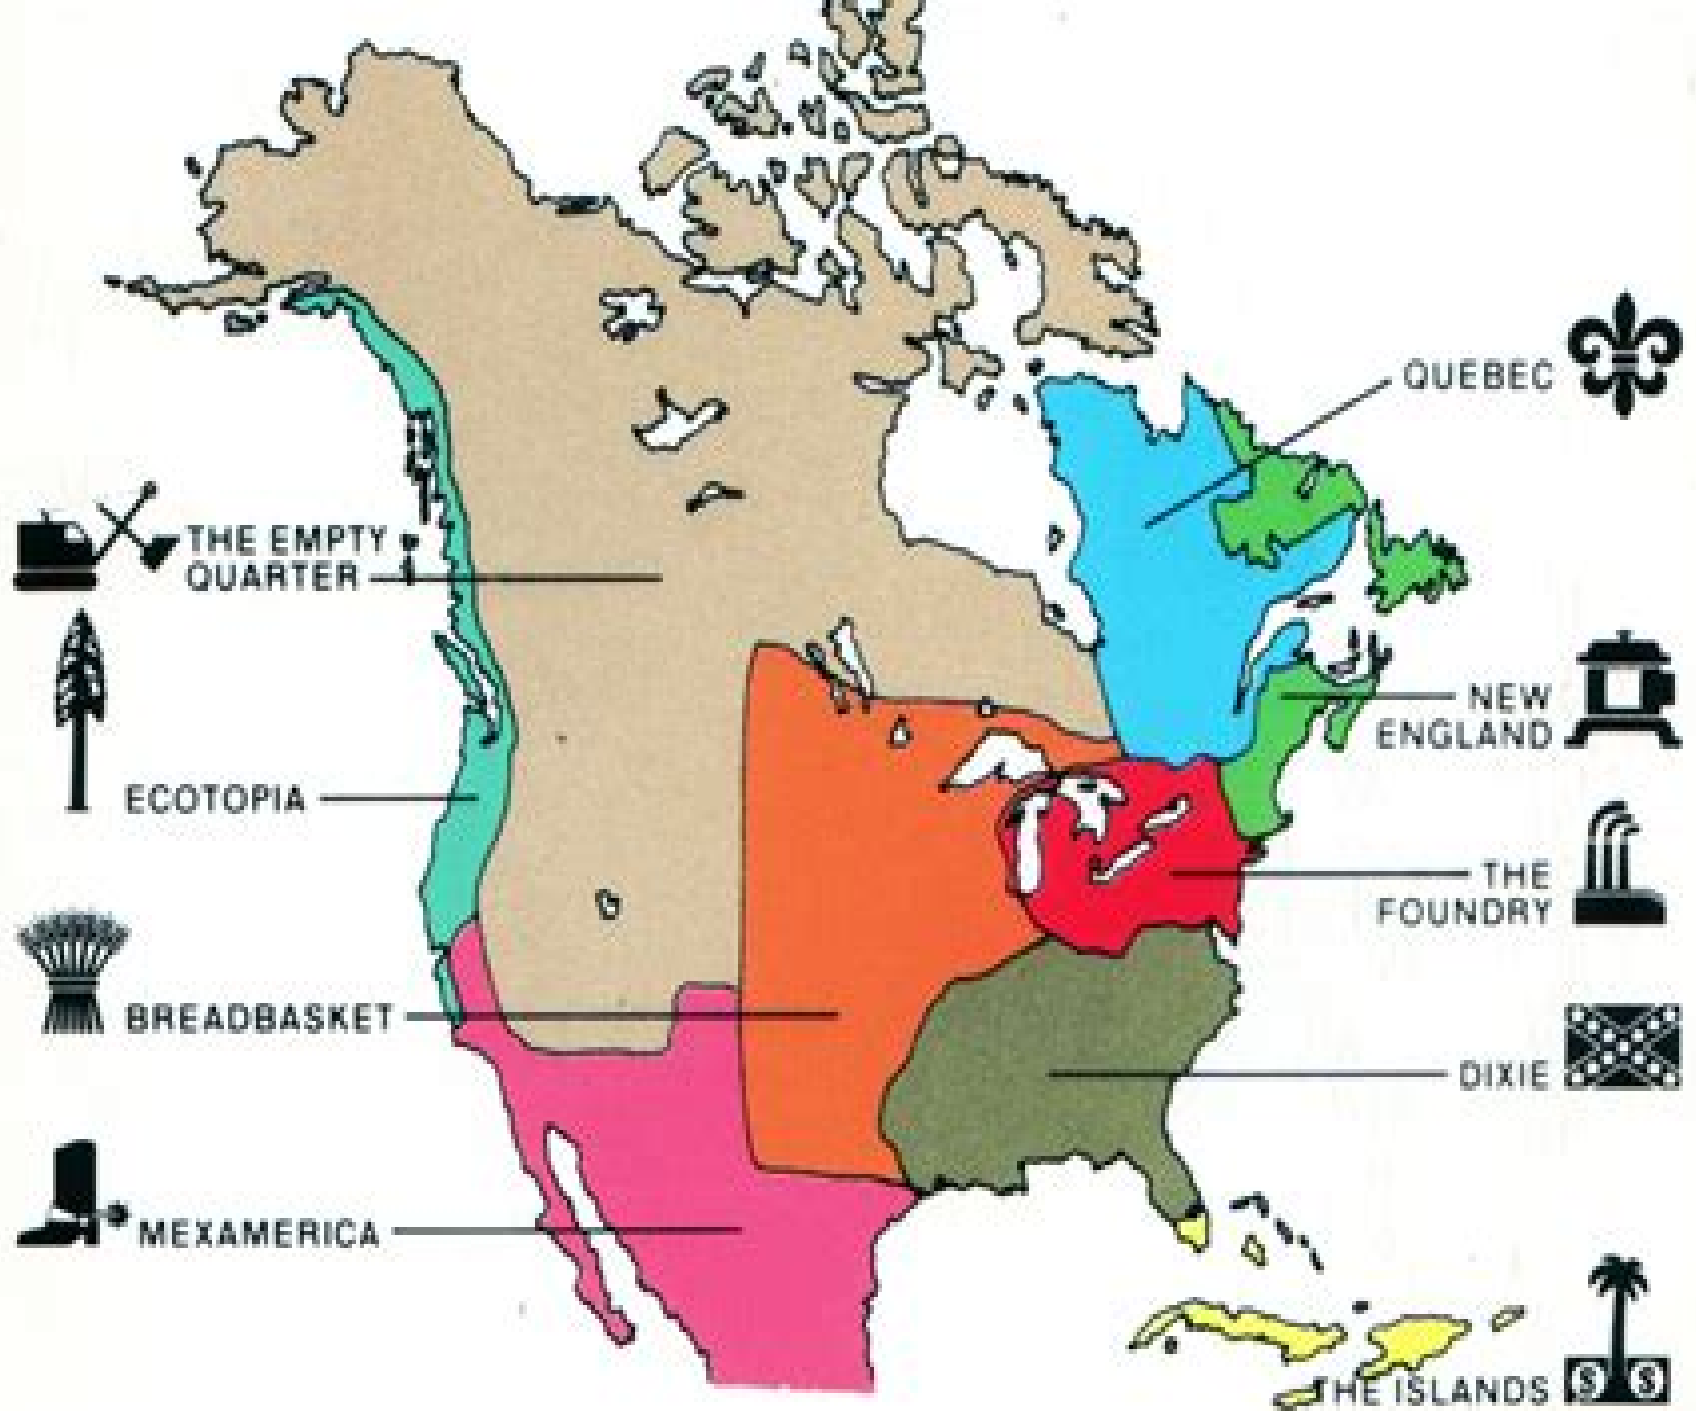 QUEBEC
THE EMPTY
QUARTER
NEW
ENGLAND
ECOTOPIA
THE
FOUNDRY
BREADBASKET
DIXIE
MEXAMERICA
THE ISLANDS
S S